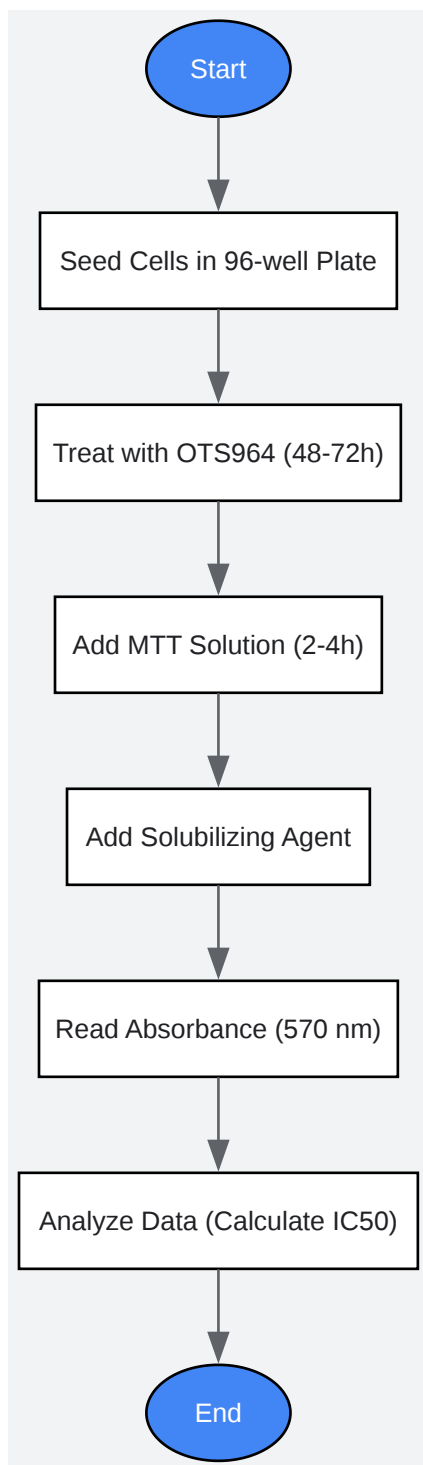 Start
Seed Cells in 96-well Plate
Treat with OTS964 (48-72h)
Add MTT Solution (2-4h)
Add Solubilizing Agent
Read Absorbance (570 nm)
Analyze Data (Calculate IC50)
End